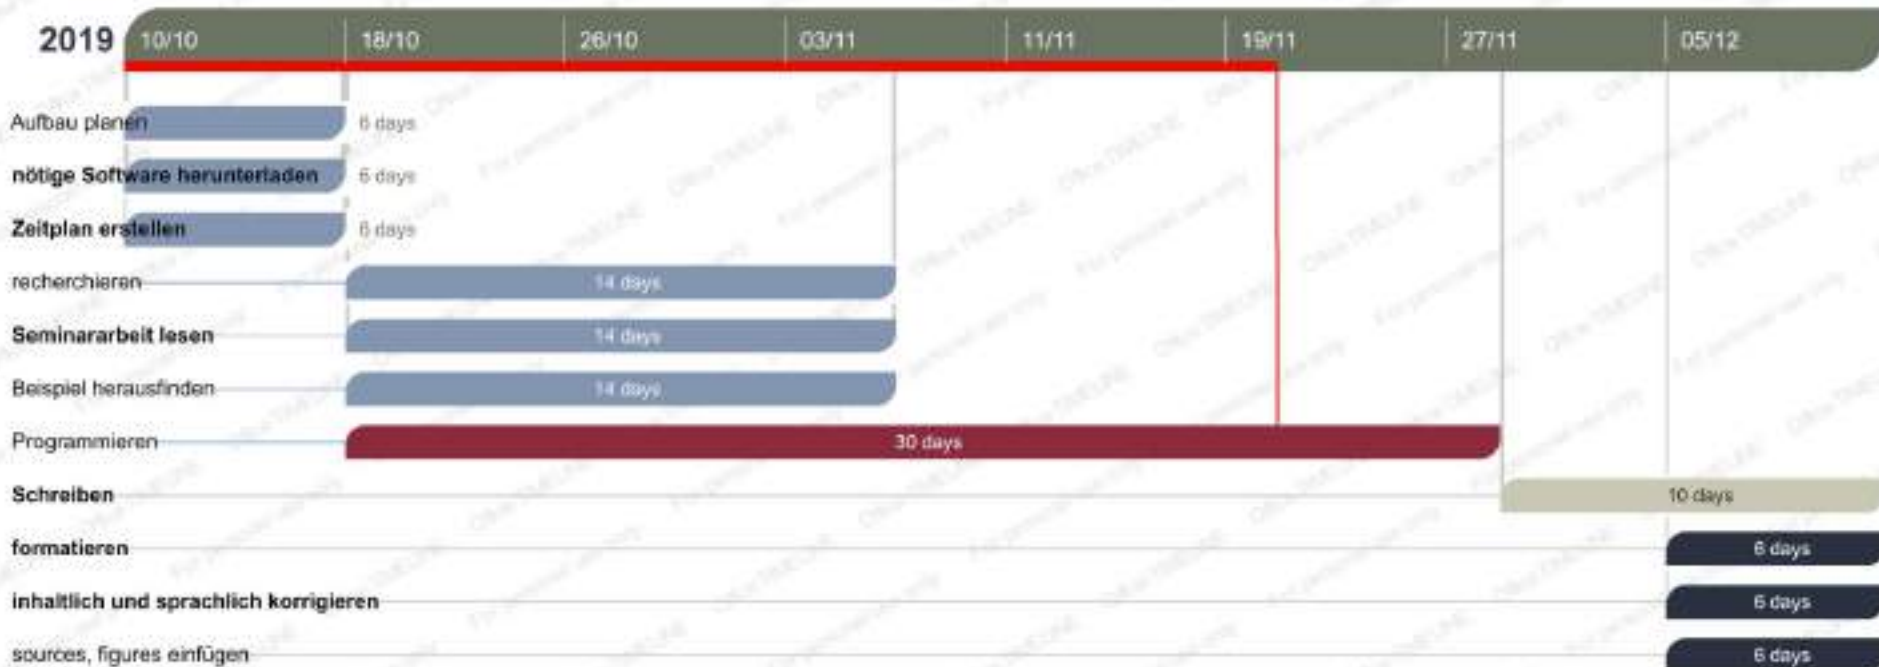 2019 10/10 18/10 26/10 03/11 11/11 19/11 27/11 05/12
Aufbau planen 6 days
nötige Software herunterladen 6 days
Zeitplan erstellen 6 days
recherchieren 14 days
Seminararbeit lesen 14 days
Beispiel herausfinden 14 days
Programmieren 30 days
Schreiben 10 days
formatieren 6 days
inhaltlich und sprachlich korrigieren 6 days
sources, figures einfügen 6 days